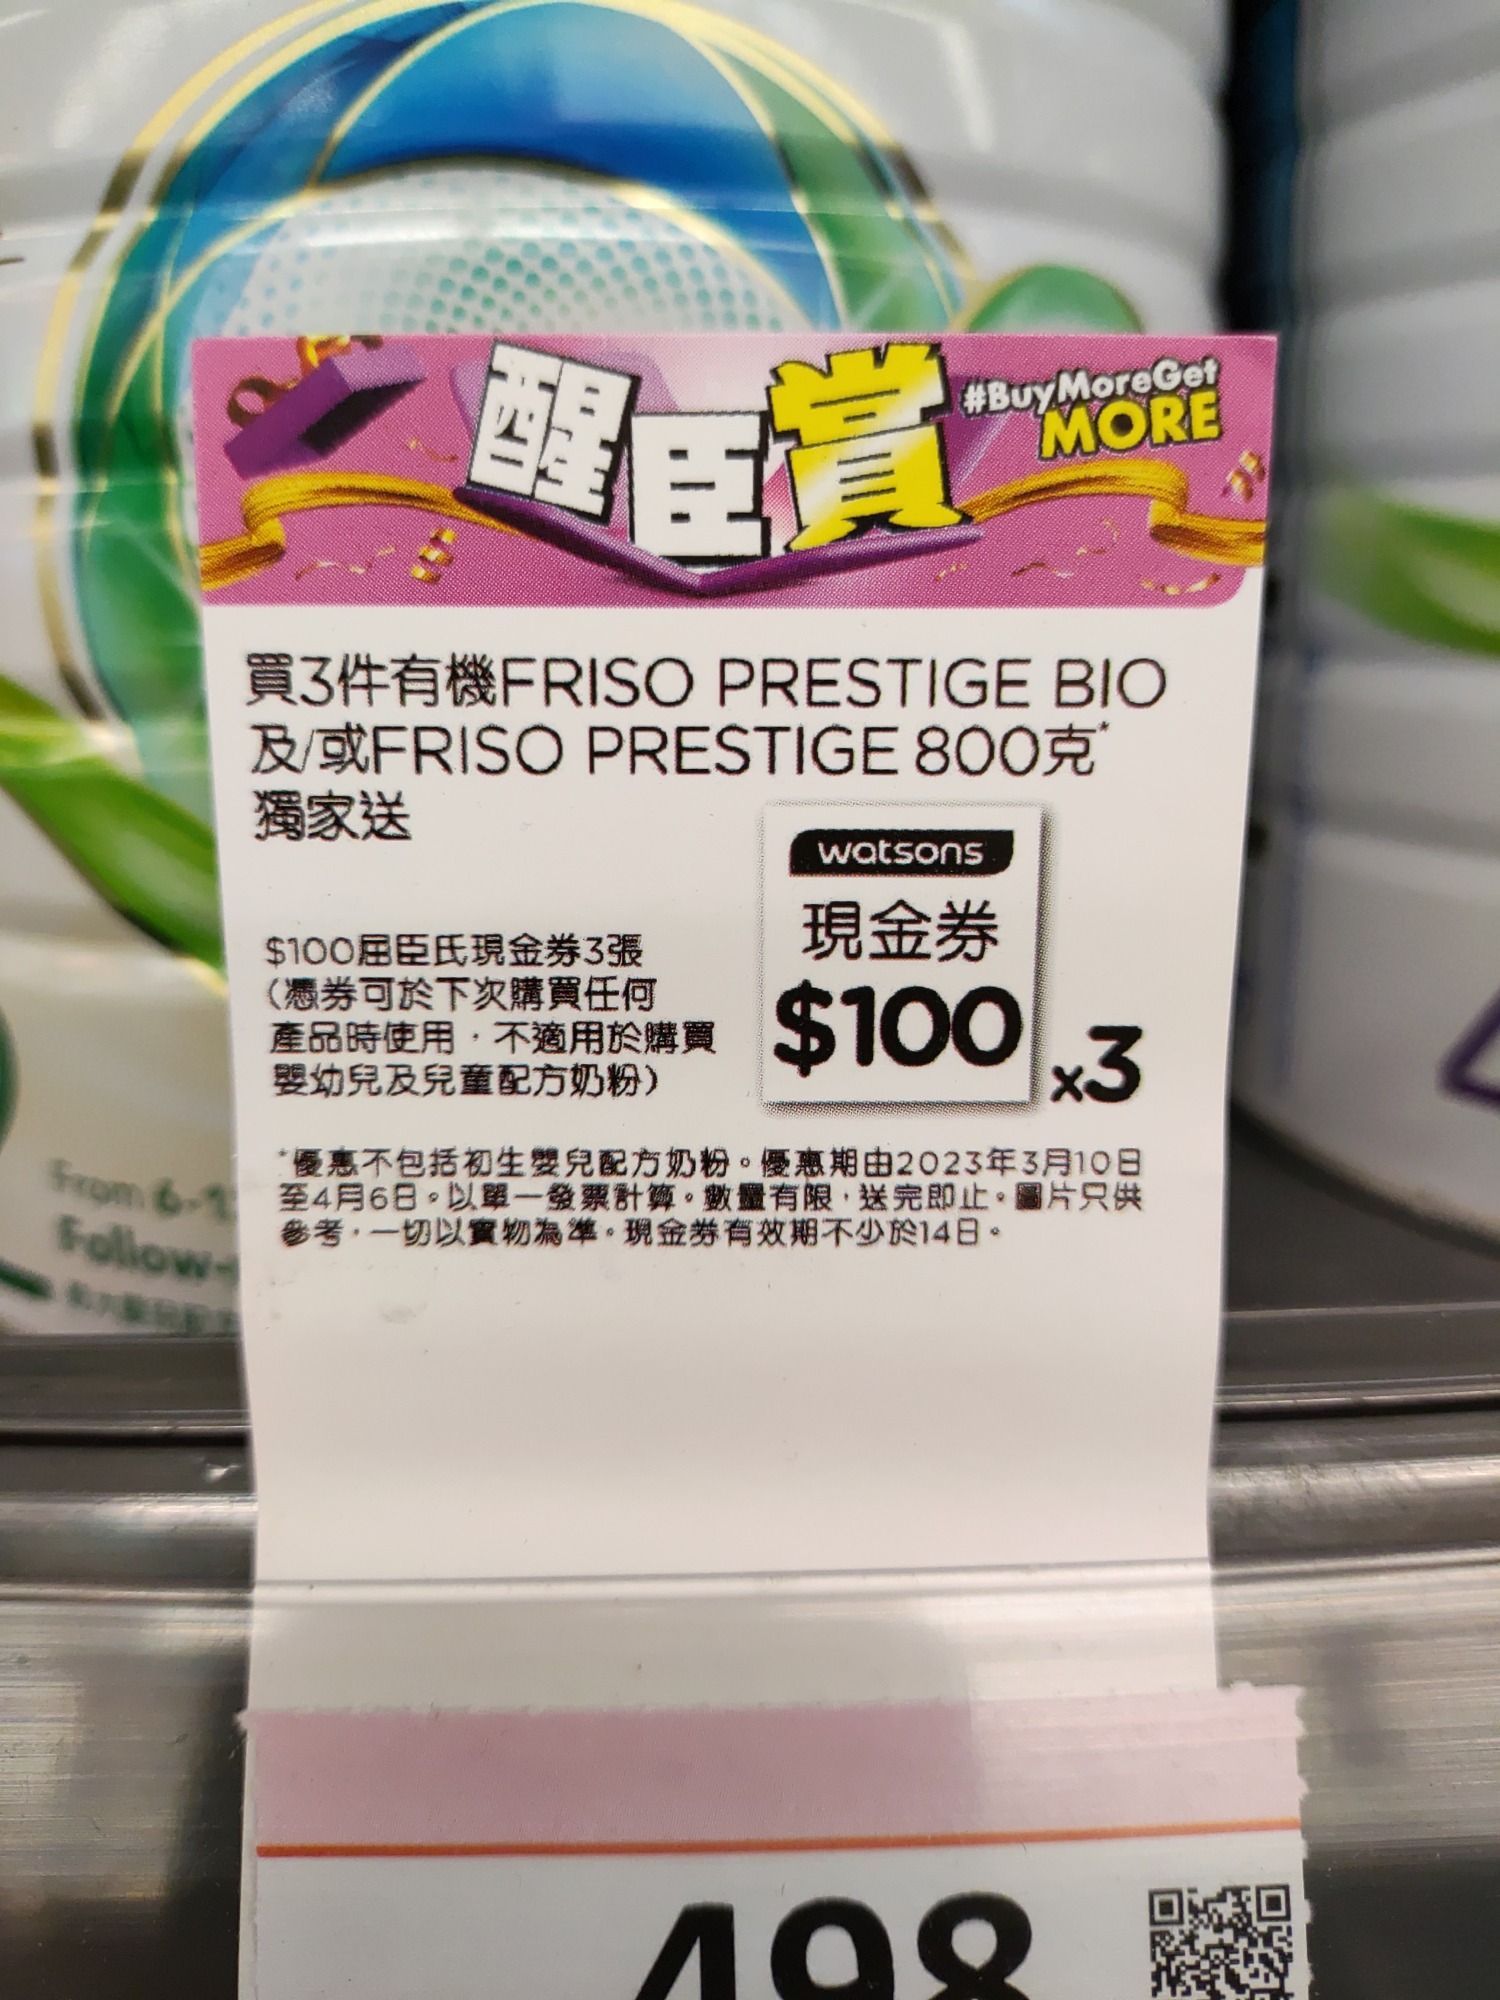 醒臣賞
#BuyMoreGet
MORE
買3件有機FRISO PRESTIGE BIO
及/或FRISO PRESTIGE 800克*
獨家送
watsons
現金券
$100
x3
$100屈臣氏現金券3張
(憑券可於下次購買任何
產品時使用，不適用於購買
嬰幼兒及兒童配方奶粉)
*優惠不包括初生嬰兒配方奶粉。優惠期由2023年3月10日
至4月6日。以單一發票計算。數量有限，送完即止。圖片只供
參考，一切以實物為準。現金券有效期不少於14日。
From 6-
Follow-
498